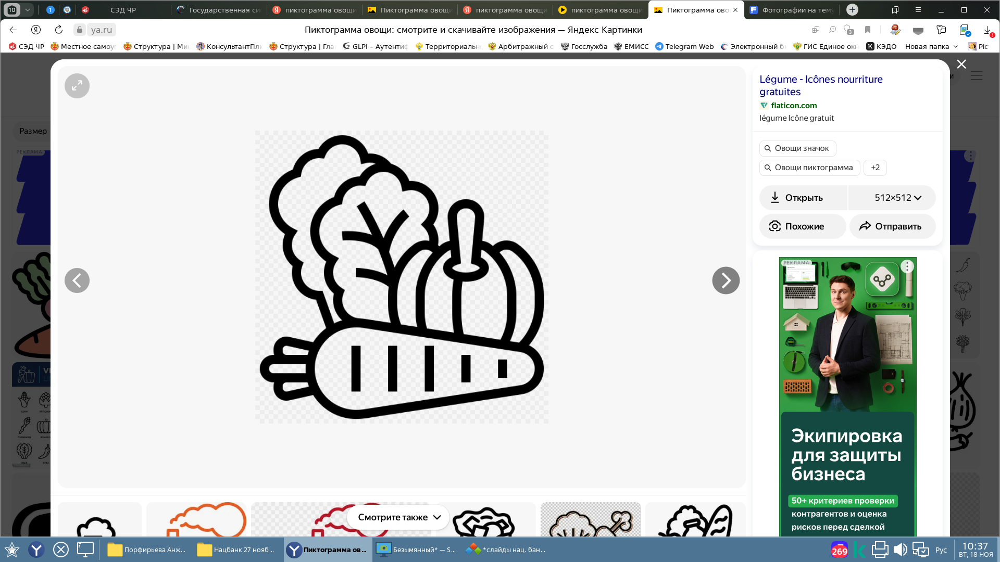 10
1
СЭД ЧР
Государственная си
пиктограмма овощи
Пиктограмма овощи
пиктограмма овощи
пиктограмма овощи
Пиктограмма ово
Фотографии на тему
ya.ru
Пиктограмма овощи: смотрите и скачивайте изображения — Яндекс Картинки
3
СЭД ЧР
Местное самоуп
Структура | Ми
КонсультантПл
Структура | Гла
GLPI – Аутентиф
Территориальн
Арбитражный с
Госслужба
ЕМИСС
Telegram Web
Электронный б
ГИС Единое окн
КЭДО
Новая папка
Pic
Размер
РЕКЛАМА
Légume - Icônes nourriture
gratuites
flaticon.com
légume Icône gratuit
Овощи значок
Овощи пиктограмма
+2
Открыть
512×512
Похожие
Отправить
РЕКЛАМА
Экипировка
для защиты
бизнеса
50+ критериев проверки
контрагентов и оценка
рисков перед сделкой
Смотрите также
Порфирьева Анж...
Нацбанк 27 нояб...
Пиктограмма ов...
Безымянный* — S...
*слайды нац. бан...
269
Рус
10:37
ВТ, 18 НОЯ